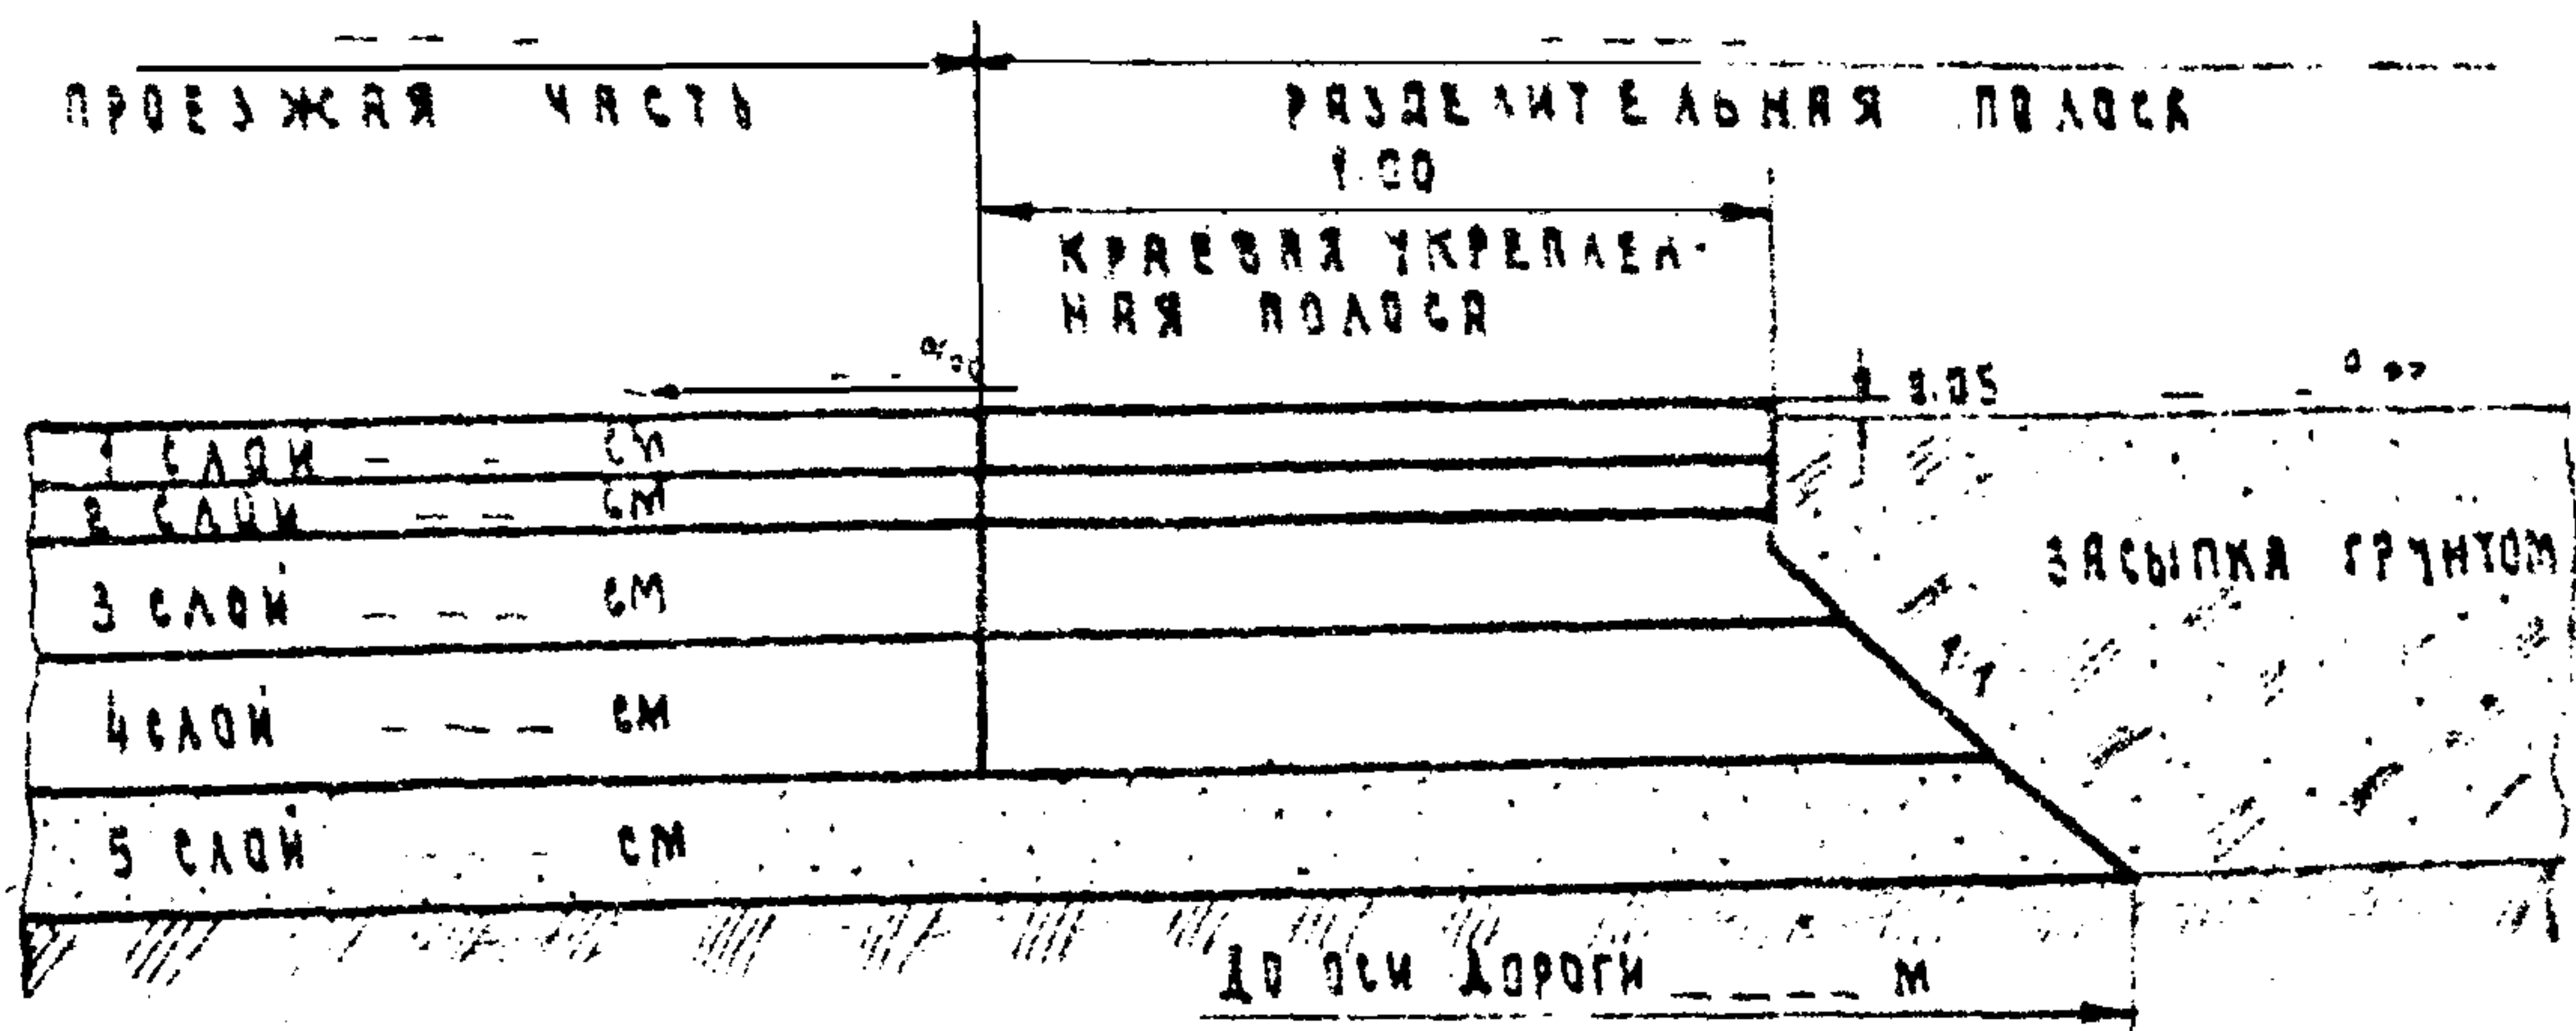 ПРОЕЗЖАЯ ЧАСТЬ
РАЗДЕЛИТЕЛЬНАЯ ПОЛОСА
1.00
КРАЕВАЯ УКРЕПЛЕН-
НАЯ ПОЛОСА
‰
0.05
‰
1 СЛОЙ _ _ см
2 СЛОЙ _ _ см
3 СЛОЙ _ _ _ см
ЗАСЫПКА ГРУНТОМ
1:1
4 СЛОЙ _ _ _ см
5 СЛОЙ _ _ _ см
ДО ОСИ ДОРОГИ _ _ _ _ м